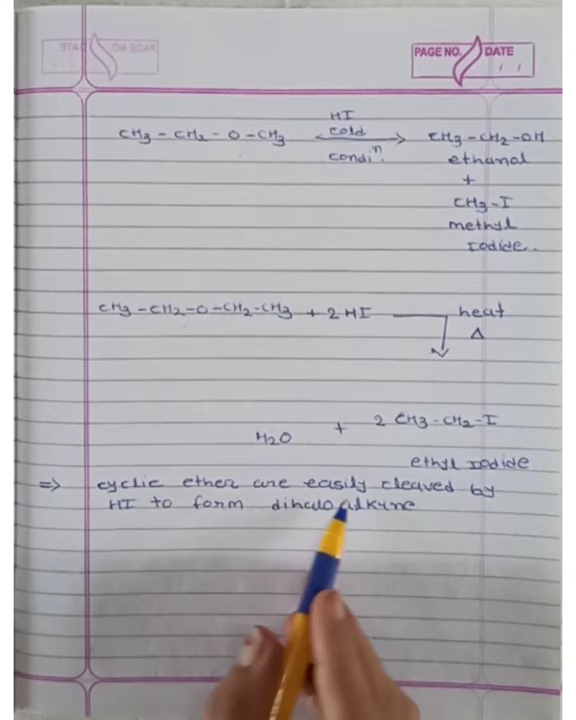 PAGE NO. DATE
/ /
CH3 - CH2 - O - CH3 HI cold condiⁿ. → CH3 - CH2 - OH
ethanol
+
CH3 - I
methyl
Iodide.
CH3 - CH2 - O - CH2 - CH3 + 2 HI heat
Δ
H2O + 2 CH3 - CH2 - I
ethyl Iodide
⇒ cyclic ether are easily cleaved by
HI to form dihalo alkyne